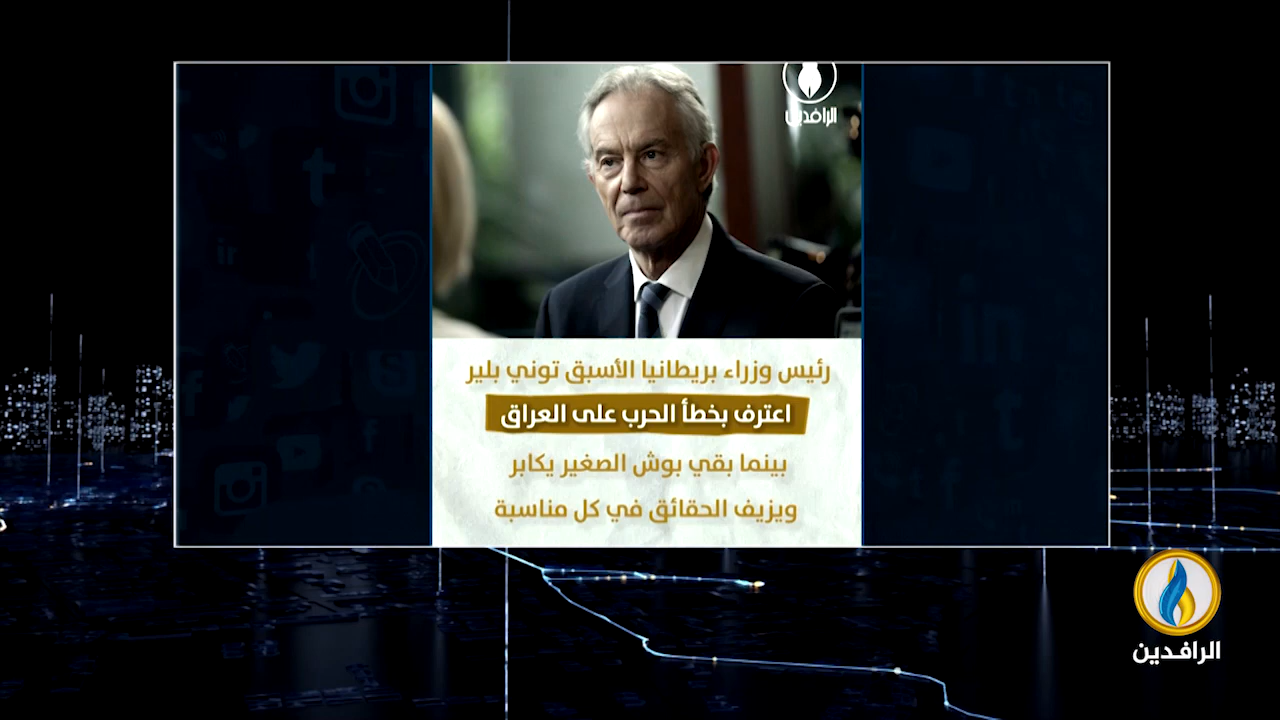 الرافدين
رئيس وزراء بريطانيا الأسبق توني بلير
اعترف بخطأ الحرب على العراق
بينما بقي بوش الصغير يكابر
ويزيف الحقائق في كل مناسبة
الرافدين